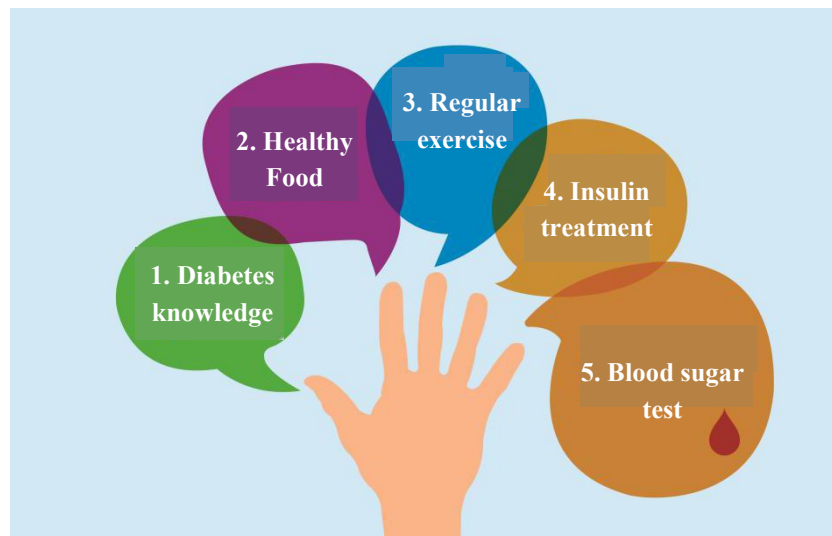 1. Diabetes
knowledge
2. Healthy
Food
3. Regular
exercise
4. Insulin
treatment
5. Blood sugar
test